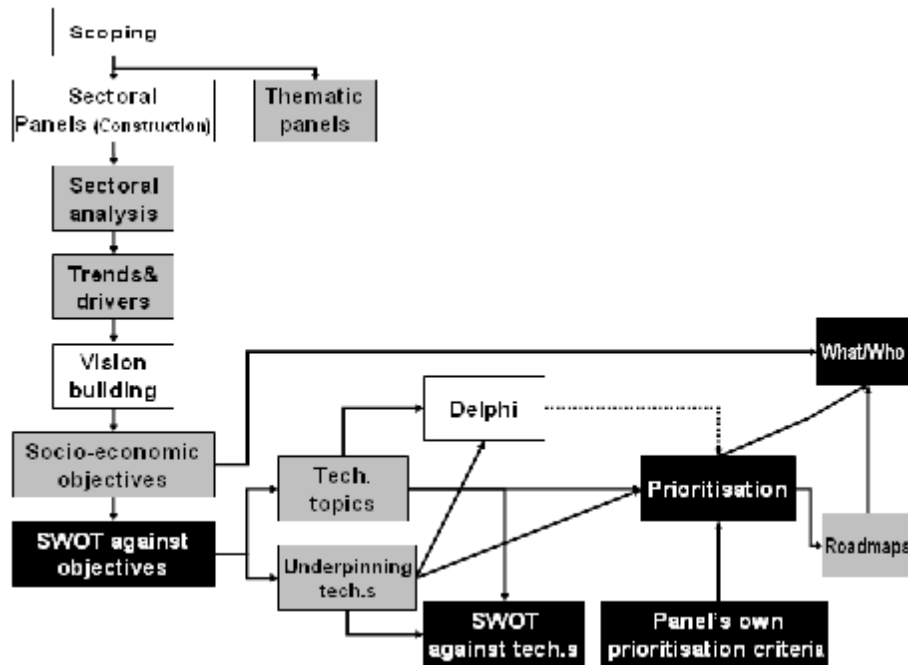 Scoping
Sectoral
Panels (Construction)
Thematic
panels
Sectoral
analysis
Trends&
drivers
Vision
building
What/Who
Delphi
Socio-economic
objectives
Tech.
topics
Prioritisation
SWOT against
objectives
Underpinning
tech.s
Roadmaps
SWOT
against tech.s
Panel's own
prioritisation criteria